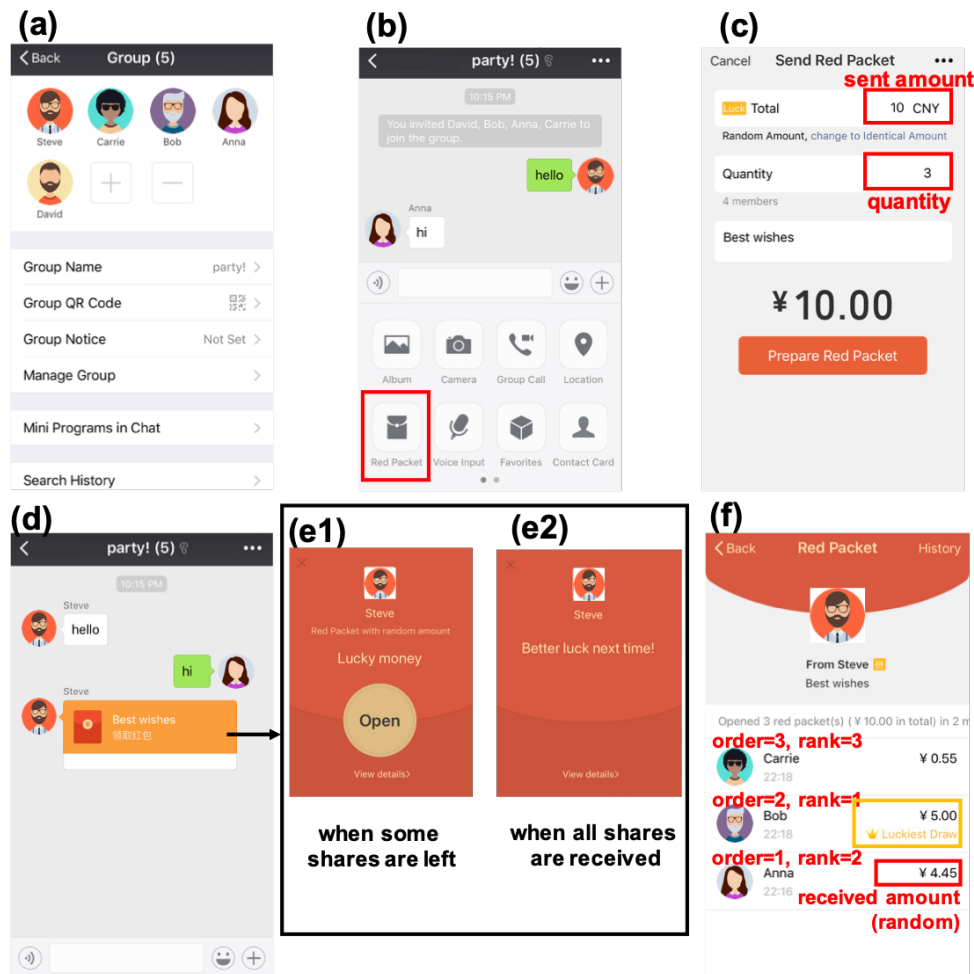 (a)
Back Group (5)
Steve Carrie Bob Anna
David
Group Name party!
Group QR Code
Group Notice Not Set
Manage Group
Mini Programs in Chat
Search History
(b)
party! (5)
10:15 PM
You invited David, Bob, Anna, Carrie to
join the group.
hello
Anna
hi
Album Camera Group Call Location
Red Packet Voice Input Favorites Contact Card
(c)
Cancel Send Red Packet
sent amount
Luck Total 10 CNY
Random Amount, change to Identical Amount
Quantity 3
4 members
quantity
Best wishes
¥10.00
Prepare Red Packet
(d)
party! (5)
10:15 PM
Steve
hello
hi
Steve
Best wishes
领取红包
(e1)
Steve
Red Packet with random amount
Lucky money
Open
View details>
when some
shares are left
(e2)
Steve
Better luck next time!
View details>
when all shares
are received
(f)
Back Red Packet History
From Steve 拼
Best wishes
Opened 3 red packet(s) ( ¥ 10.00 in total) in 2 m
order=3, rank=3
Carrie ¥ 0.55
22:18
order=2, rank=1
Bob ¥ 5.00
22:18 Luckiest Draw
order=1, rank=2
Anna ¥ 4.45
22:16
received amount
(random)